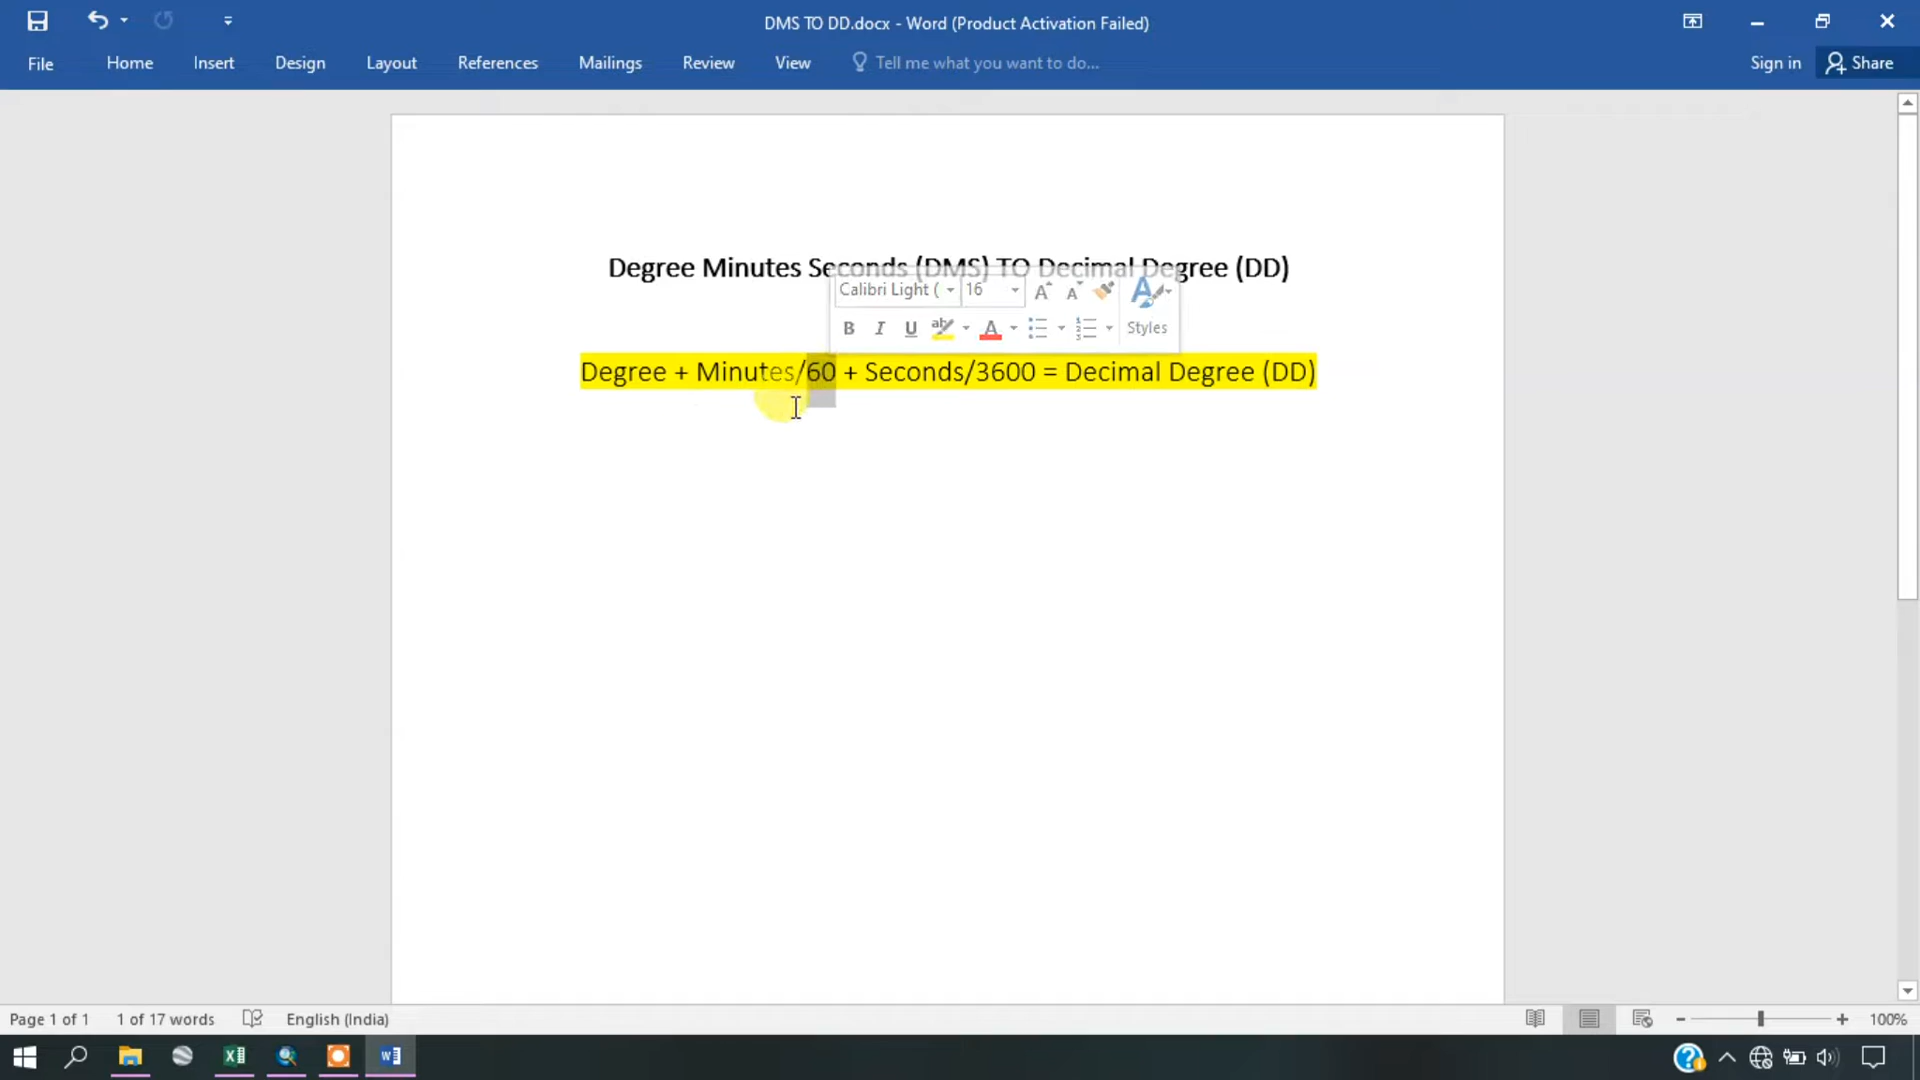 DMS TO DD.docx - Word (Product Activation Failed)
File Home Insert Design Layout References Mailings Review View Tell me what you want to do... Sign in Share
Degree Minutes Seconds (DMS) TO Decimal Degree (DD)
Calibri Light ( 16
B I U A Styles
Degree + Minutes/60 + Seconds/3600 = Decimal Degree (DD)
Page 1 of 1 1 of 17 words English (India) 100%